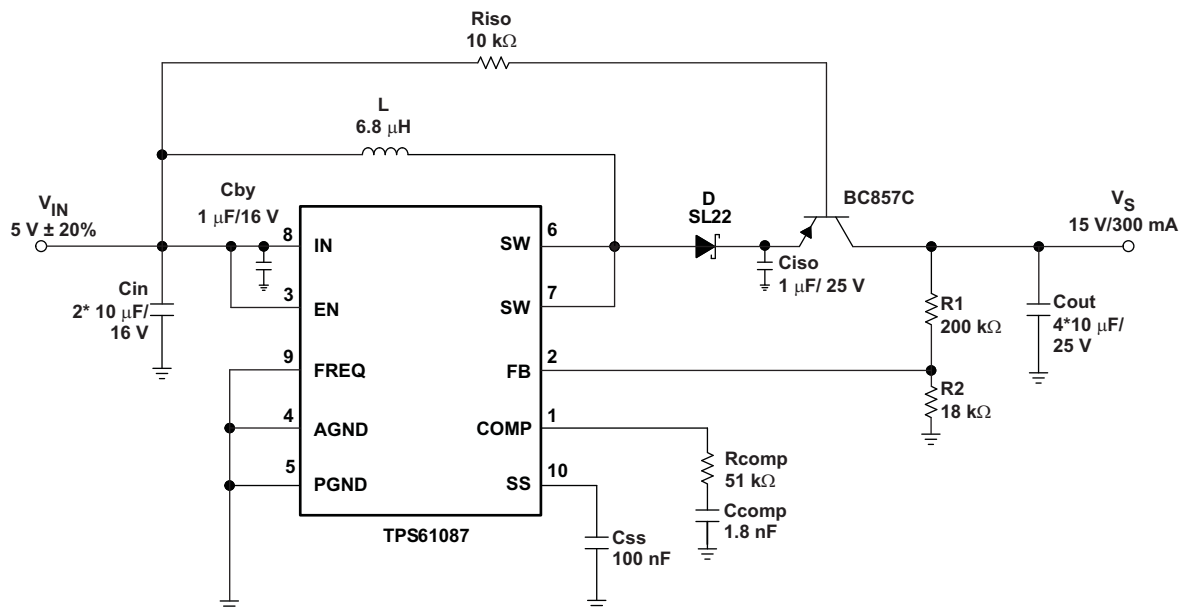 Riso
10 kΩ
L
6.8 μH
Cby
1 μF/16 V
VIN
5 V ± 20%
D
SL22
BC857C
VS
15 V/300 mA
8
IN
SW
6
Ciso
1 μF/ 25 V
Cin
2* 10 μF/
16 V
3
EN
SW
7
R1
200 kΩ
Cout
4*10 μF/
25 V
9
FREQ
FB
2
R2
18 kΩ
4
AGND
COMP
1
Rcomp
51 kΩ
5
PGND
SS
10
Ccomp
1.8 nF
TPS61087
Css
100 nF